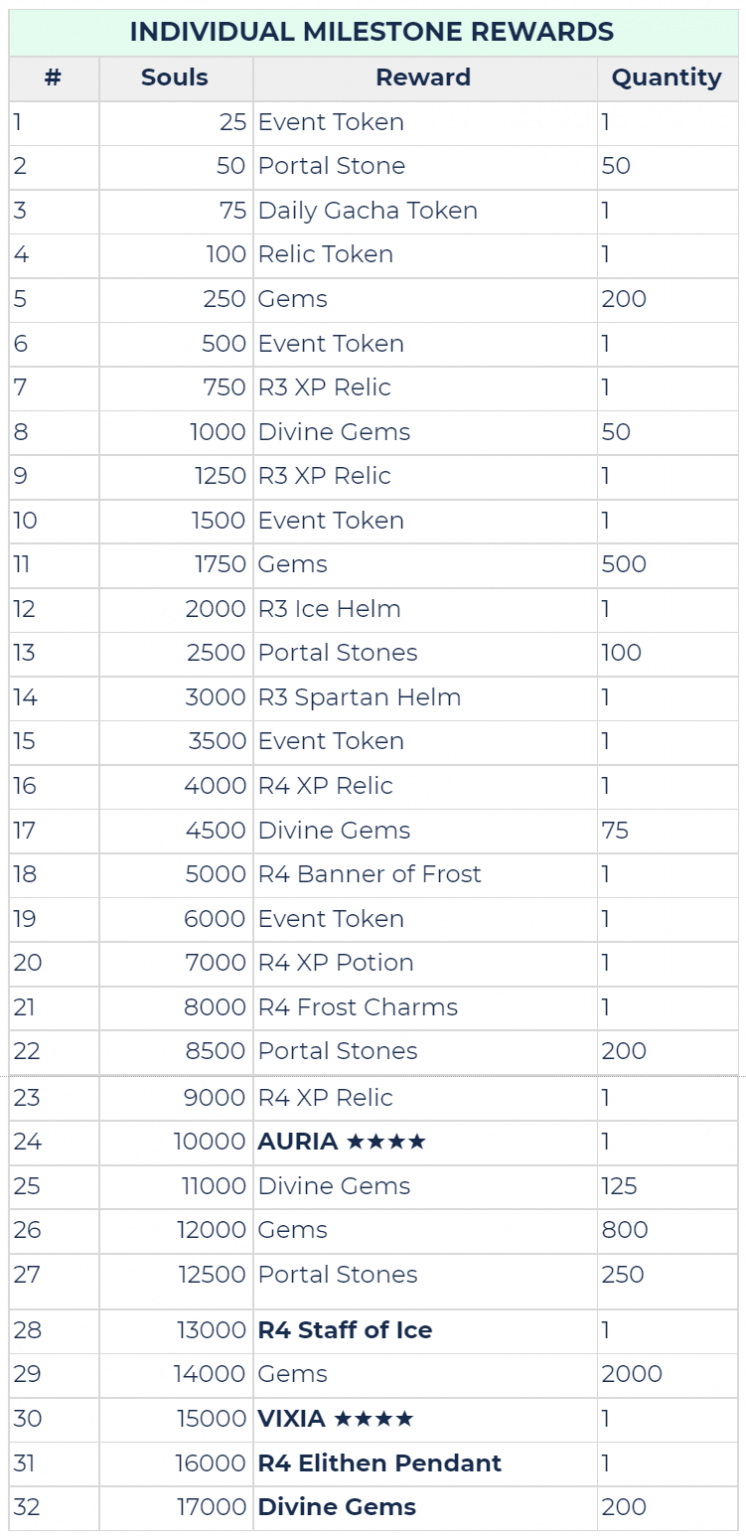 INDIVIDUAL MILESTONE REWARDS
# Souls Reward Quantity
1 25 Event Token 1
2 50 Portal Stone 50
3 75 Daily Gacha Token 1
4 100 Relic Token 1
5 250 Gems 200
6 500 Event Token 1
7 750 R3 XP Relic 1
8 1000 Divine Gems 50
9 1250 R3 XP Relic 1
10 1500 Event Token 1
11 1750 Gems 500
12 2000 R3 Ice Helm 1
13 2500 Portal Stones 100
14 3000 R3 Spartan Helm 1
15 3500 Event Token 1
16 4000 R4 XP Relic 1
17 4500 Divine Gems 75
18 5000 R4 Banner of Frost 1
19 6000 Event Token 1
20 7000 R4 XP Potion 1
21 8000 R4 Frost Charms 1
22 8500 Portal Stones 200
23 9000 R4 XP Relic 1
24 10000 AURIA ★★★★ 1
25 11000 Divine Gems 125
26 12000 Gems 800
27 12500 Portal Stones 250
28 13000 R4 Staff of Ice 1
29 14000 Gems 2000
30 15000 VIXIA ★★★★ 1
31 16000 R4 Elithen Pendant 1
32 17000 Divine Gems 200